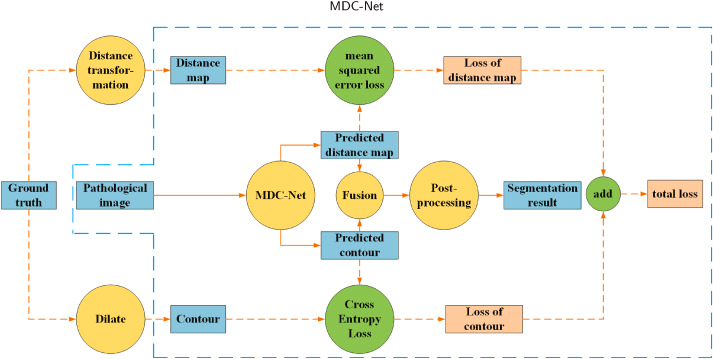 MDC-Net
Distance
transfor-
mation
Distance
map
mean
squared
error loss
Loss of
distance map
Predicted
distance map
Ground
truth
Pathological
image
MDC-Net
Fusion
Post-
processing
Segmentation
result
add
total loss
Predicted
contour
Dilate
Contour
Cross
Entropy
Loss
Loss of
contour